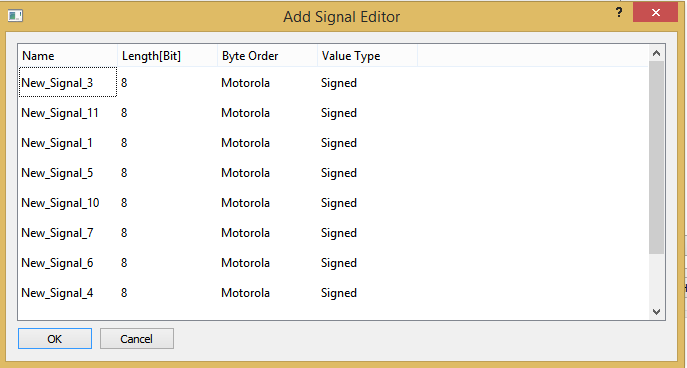 Add Signal Editor ?
Name Length[Bit] Byte Order Value Type
New_Signal_3 8 Motorola Signed
New_Signal_11 8 Motorola Signed
New_Signal_1 8 Motorola Signed
New_Signal_5 8 Motorola Signed
New_Signal_10 8 Motorola Signed
New_Signal_7 8 Motorola Signed
New_Signal_6 8 Motorola Signed
New_Signal_4 8 Motorola Signed
OK Cancel